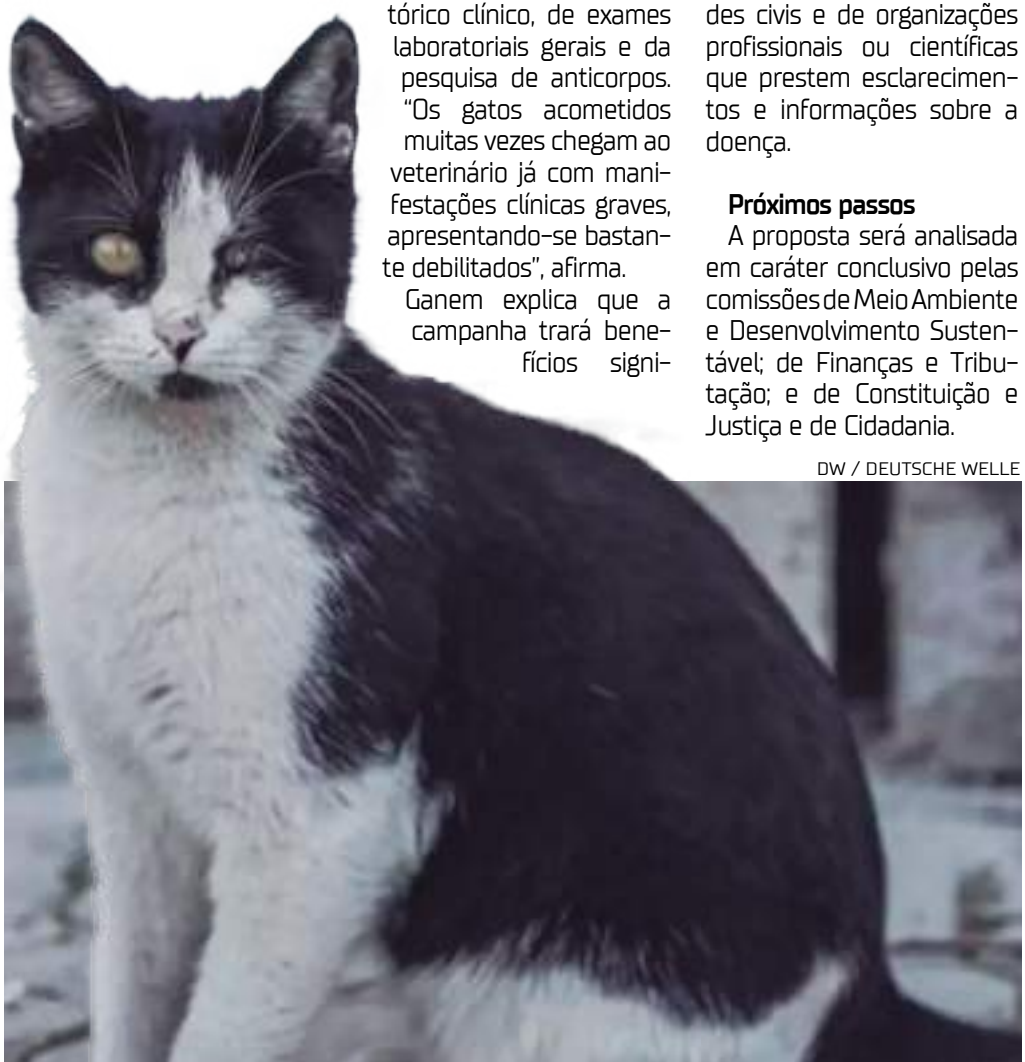 tórico clínico, de exames
laboratoriais gerais e da
pesquisa de anticorpos.
“Os gatos acometidos
muitas vezes chegam ao
veterinário já com mani-
festações clínicas graves,
apresentando-se bastan-
te debilitados”, afirma.
Ganem explica que a
campanha trará bene-
fícios signi-
des civis e de organizações
profissionais ou científicas
que prestem esclarecimen-
tos e informações sobre a
doença.
Próximos passos
A proposta será analisada
em caráter conclusivo pelas
comissões de Meio Ambiente
e Desenvolvimento Susten-
tável; de Finanças e Tribu-
tação; e de Constituição e
Justiça e de Cidadania.
DW / DEUTSCHE WELLE